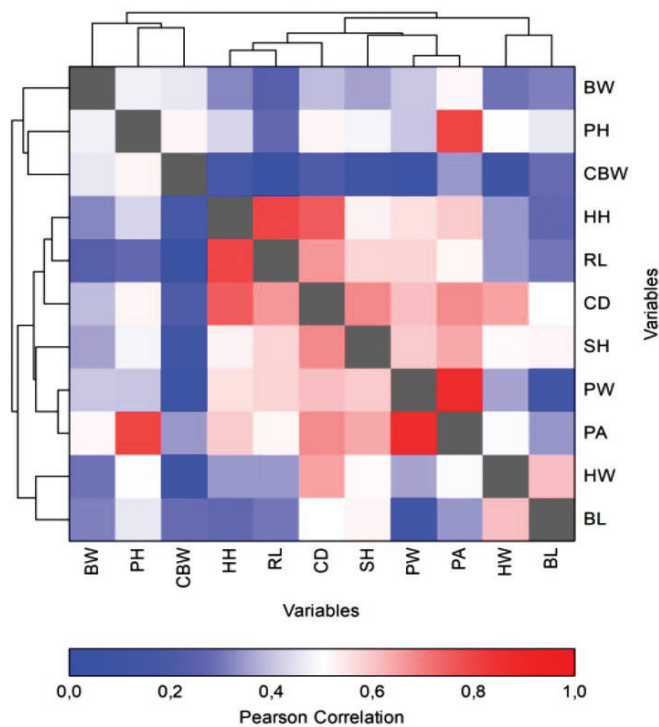 BW
PH
CBW
HH
RL
CD
SH
PW
PA
HW
BL
Variables
BW PH CBW HH RL CD SH PW PA HW BL
Variables
0,0 0,2 0,4 0,6 0,8 1,0
Pearson Correlation